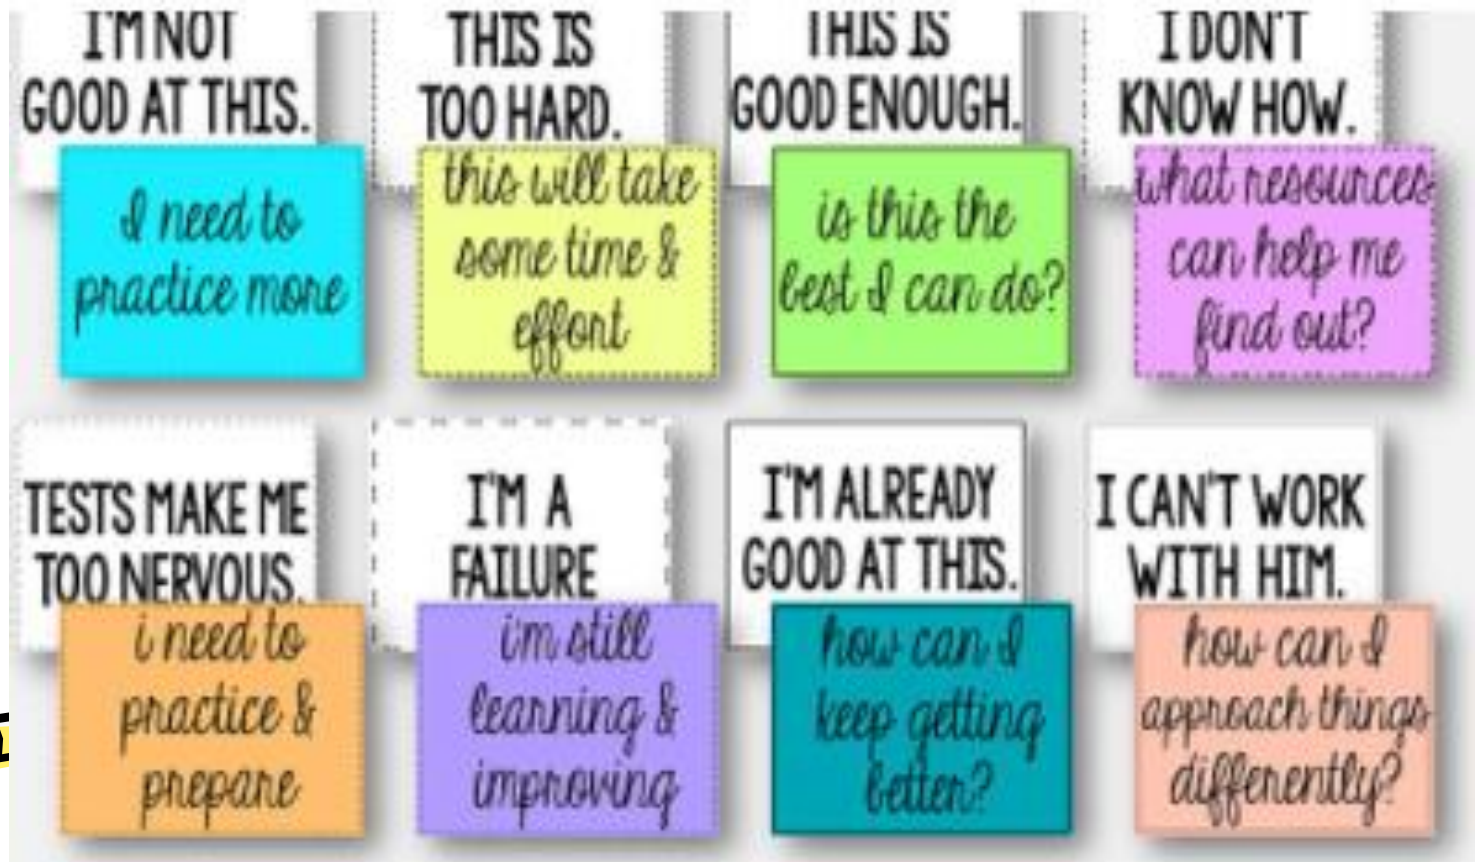 I'M NOT
GOOD AT THIS.
I need to
practice more
THIS IS
TOO HARD.
this will take
some time &
effort
THIS IS
GOOD ENOUGH.
is this the
best I can do?
I DON'T
KNOW HOW.
what resources
can help me
find out?
TESTS MAKE ME
TOO NERVOUS.
i need to
practice &
prepare
I'M A
FAILURE
i'm still
learning &
improving
I'M ALREADY
GOOD AT THIS.
how can I
keep getting
better?
I CAN'T WORK
WITH HIM.
how can I
approach things
differently?